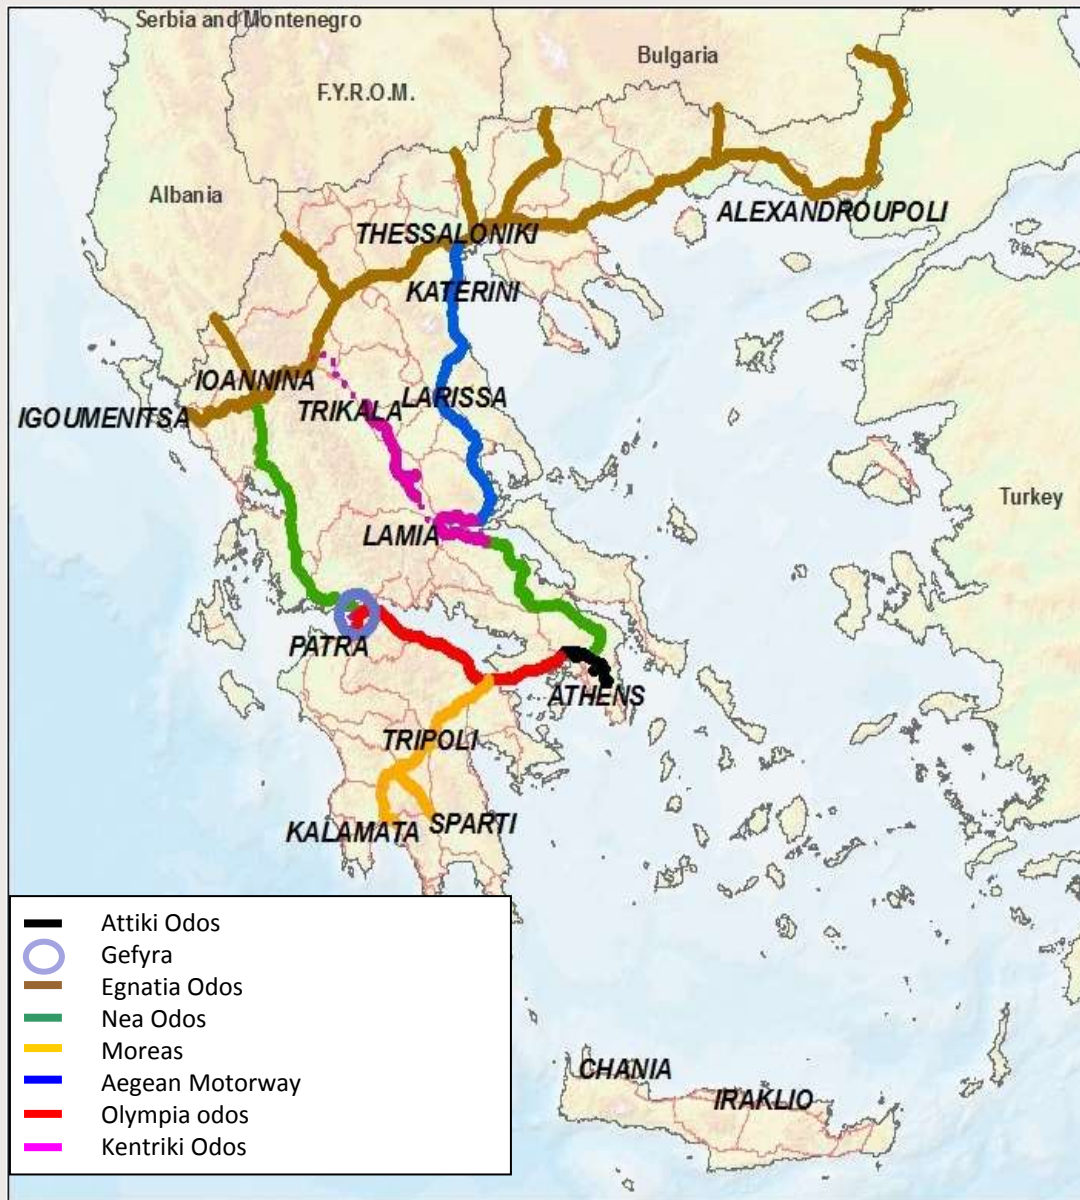 Serbia and Montenegro
Bulgaria
F.Y.R.O.M.
Albania
ALEXANDROUPOLI
THESSALONIKI
KATERINI
IOANNINA
LARISSA
TRIKALA
IGOUMENITSA
Turkey
LAMIA
PATRA
ATHENS
TRIPOLI
SPARTI
KALAMATA
Attiki Odos
Gefyra
Egnatia Odos
Nea Odos
Moreas
Aegean Motorway
Olympia odos
Kentriki Odos
CHANIA
IRAKLIO